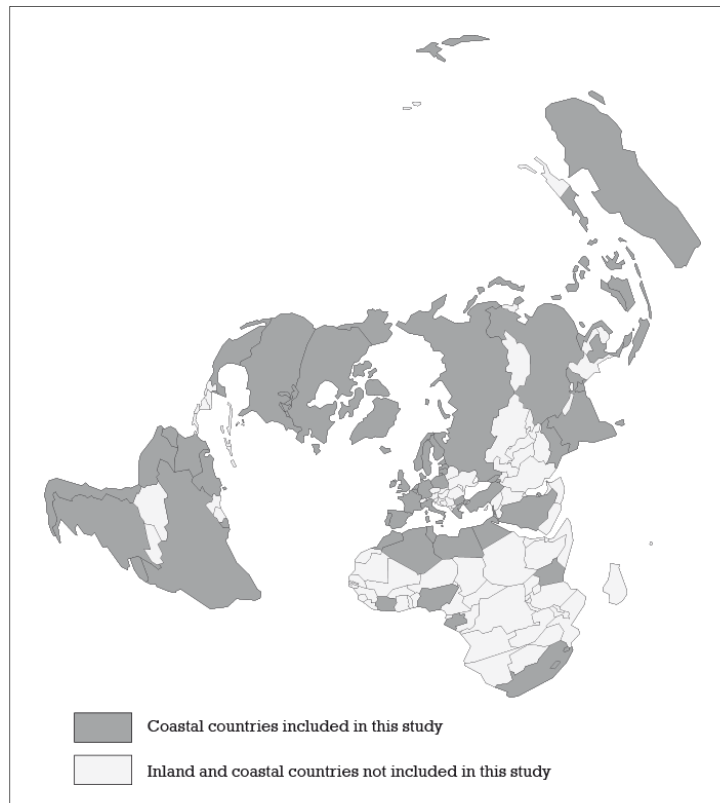 Coastal countries included in this study
Inland and coastal countries not included in this study